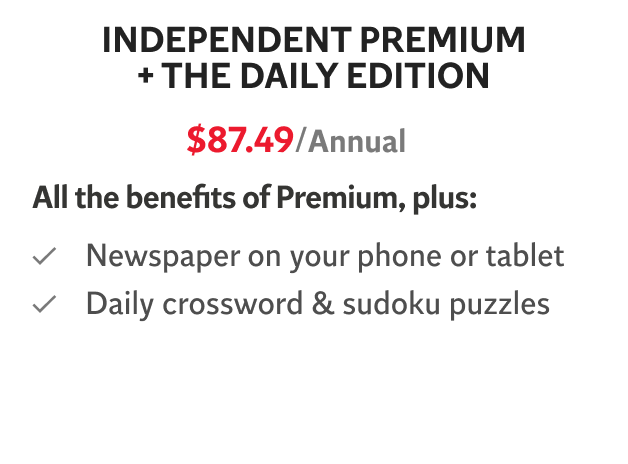 INDEPENDENT PREMIUM
+ THE DAILY EDITION
$87.49/Annual
All the benefits of Premium, plus:
Newspaper on your phone or tablet
Daily crossword & sudoku puzzles